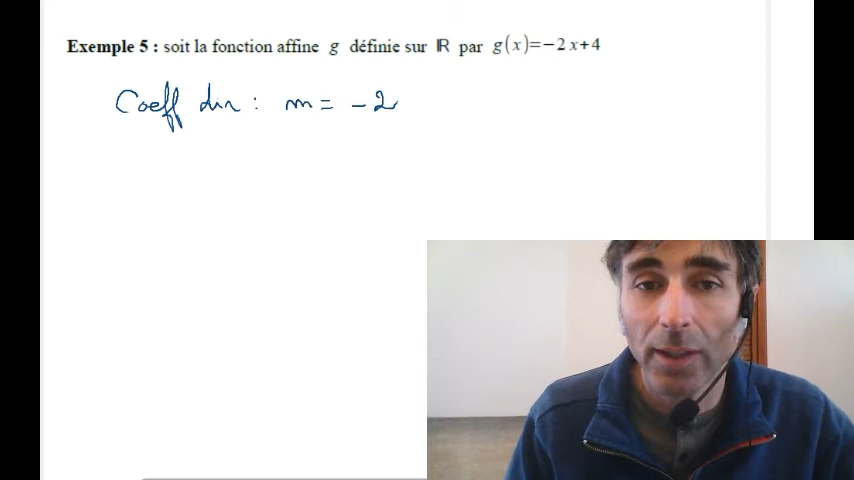 Exemple 5 : soit la fonction affine g définie sur ℝ par g(x)=−2x+4
Coeff dir : m = −2